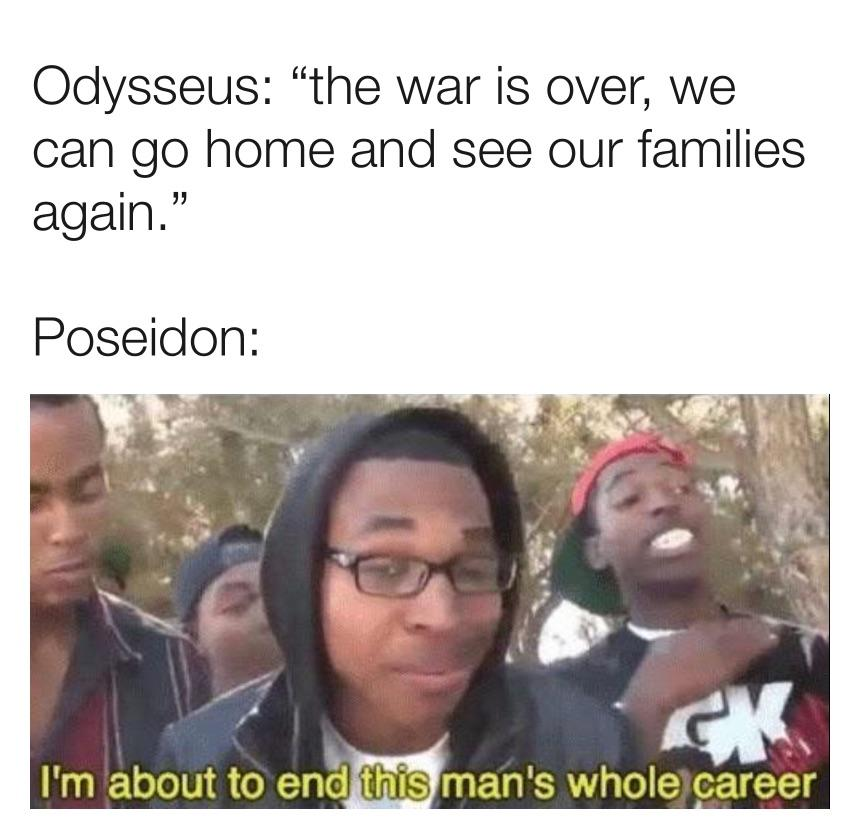 Odysseus: “the war is over, we
can go home and see our families
again.”
Poseidon:
GK
I'm about to end this man's whole career